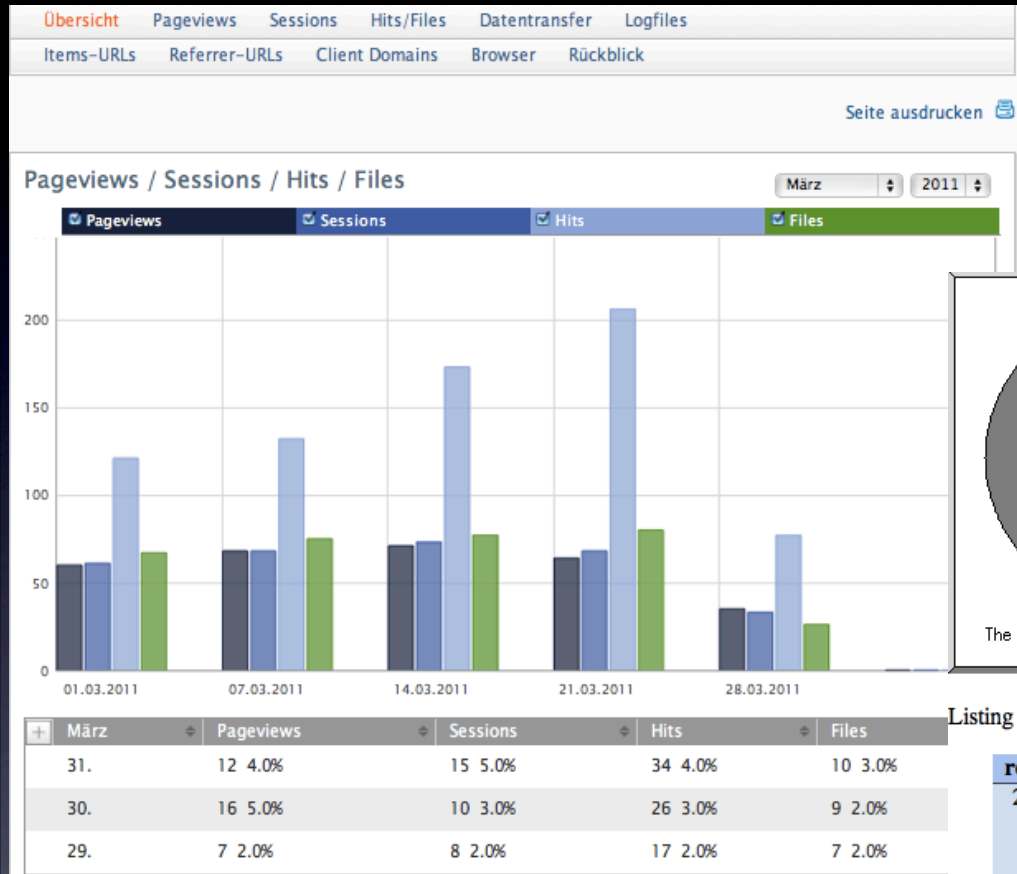 Übersicht Pageviews Sessions Hits/Files Datentransfer Logfiles
Items-URLs Referrer-URLs Client Domains Browser Rückblick
Seite ausdrucken
Pageviews / Sessions / Hits / Files
März 2011
Pageviews Sessions Hits Files
200
150
100
50
0
01.03.2011 07.03.2011 14.03.2011 21.03.2011 28.03.2011
The
Listing
März Pageviews Sessions Hits Files
31. 12 4.0% 15 5.0% 34 4.0% 10 3.0%
30. 16 5.0% 10 3.0% 26 3.0% 9 2.0%
29. 7 2.0% 8 2.0% 17 2.0% 7 2.0%